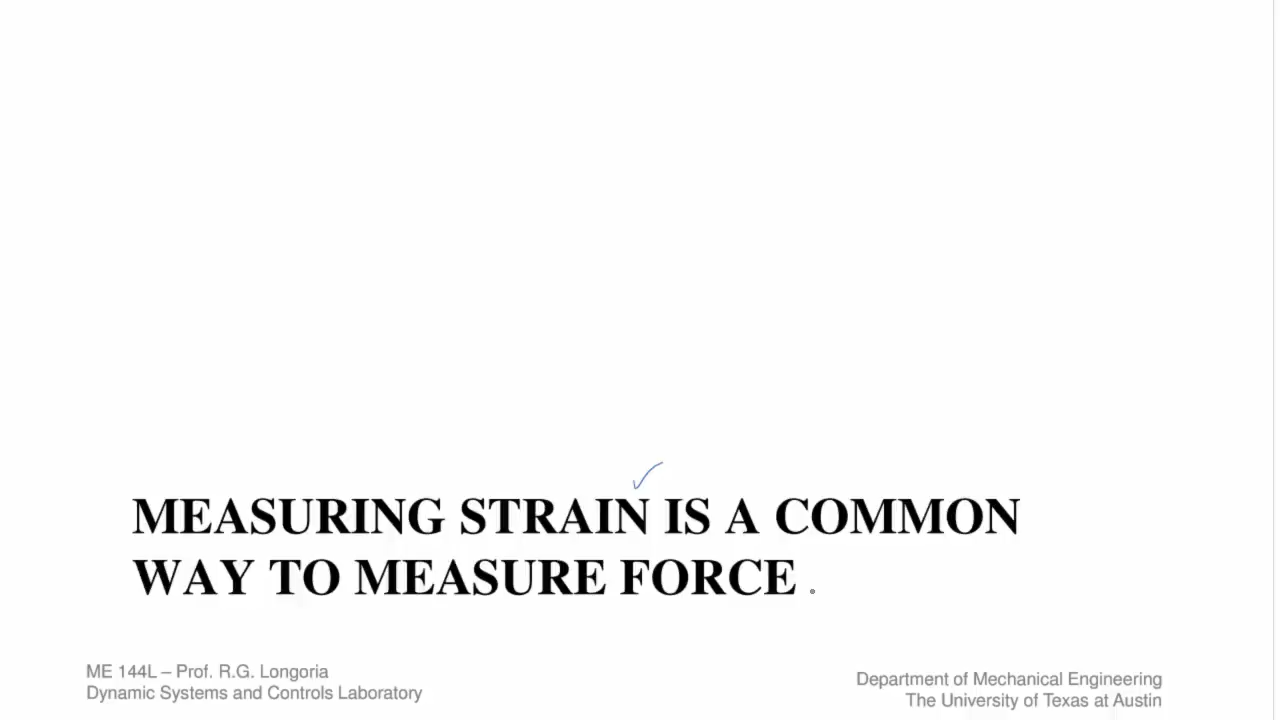 MEASURING STRAIN IS A COMMON
WAY TO MEASURE FORCE
ME 144L – Prof. R.G. Longoria
Dynamic Systems and Controls Laboratory
Department of Mechanical Engineering
The University of Texas at Austin